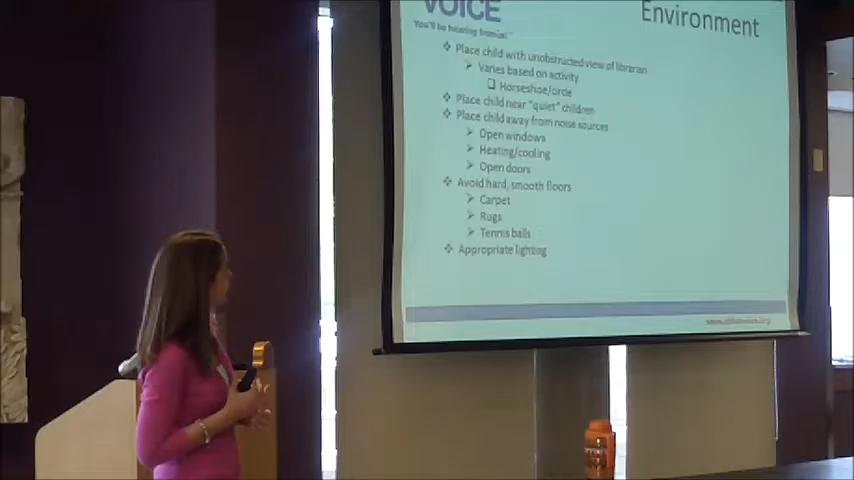 VOICE
You'll be hearing from us!
Environment
Place child with unobstructed view of librarian
Varies based on activity
Horseshoe/circle
Place child near "quiet" children
Place child away from noise sources
Open windows
Heating/cooling
Open doors
Avoid hard, smooth floors
Carpet
Rugs
Tennis balls
Appropriate lighting